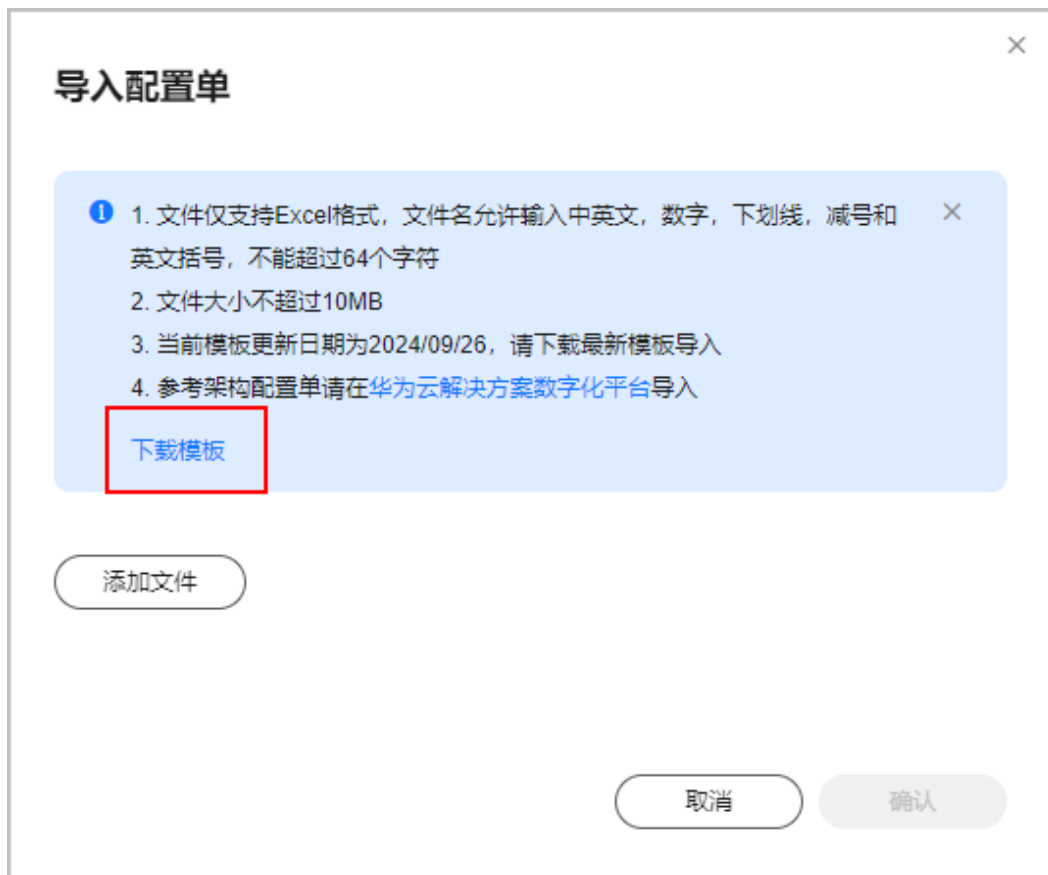 导入配置单
1. 文件仅支持Excel格式，文件名允许输入中英文，数字，下划线，减号和
英文括号，不能超过64个字符
2. 文件大小不超过10MB
3. 当前模板更新日期为2024/09/26，请下载最新模板导入
4. 参考架构配置单请在华为云解决方案数字化平台导入
下载模板
添加文件
取消 确认